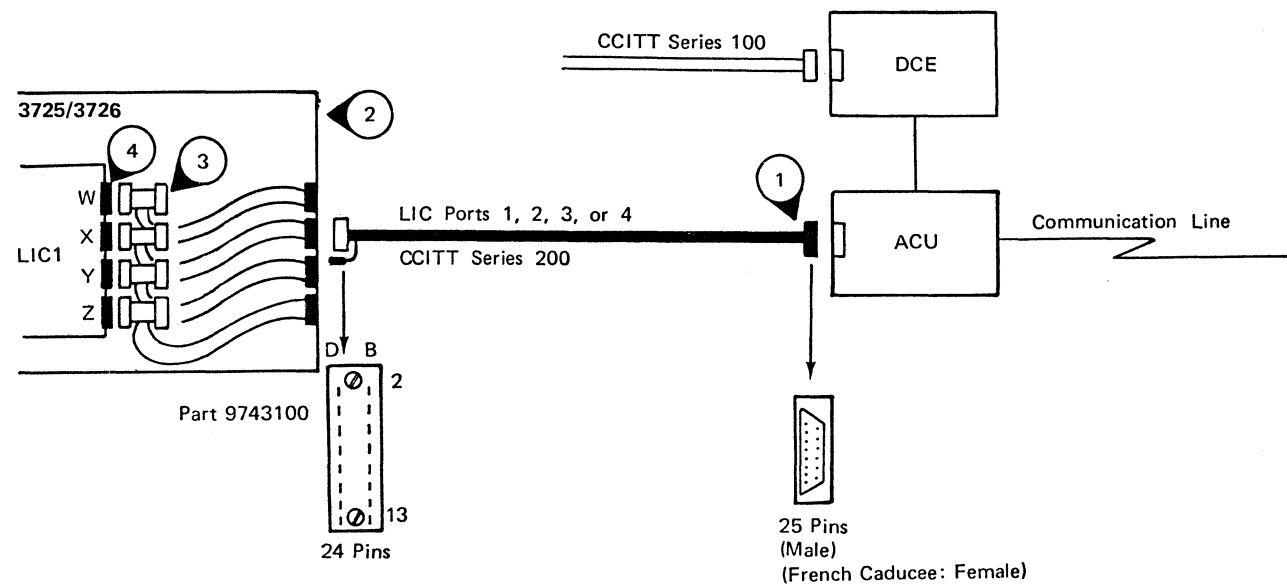 CCITT Series 100
DCE
3725/3726
2
4
3
1
W
X
Y
Z
LIC1
LIC Ports 1, 2, 3, or 4
CCITT Series 200
ACU
Communication Line
D B
2
13
Part 9743100
24 Pins
25 Pins
(Male)
(French Caducee: Female)